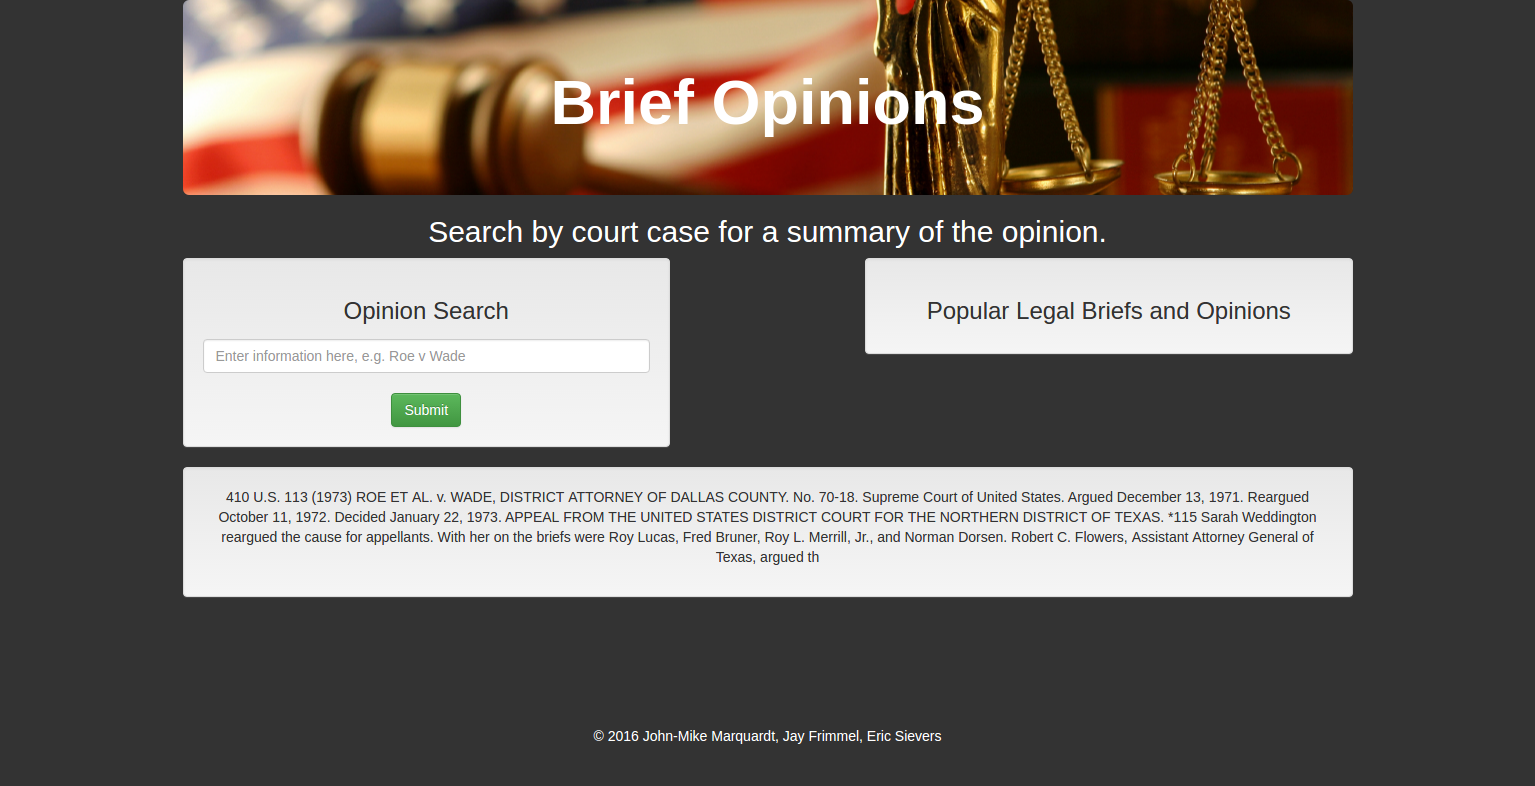 Brief Opinions
Search by court case for a summary of the opinion.
Opinion Search
Enter information here, e.g. Roe v Wade
Submit
Popular Legal Briefs and Opinions
410 U.S. 113 (1973) ROE ET AL. v. WADE, DISTRICT ATTORNEY OF DALLAS COUNTY. No. 70-18. Supreme Court of United States. Argued December 13, 1971. Reargued
October 11, 1972. Decided January 22, 1973. APPEAL FROM THE UNITED STATES DISTRICT COURT FOR THE NORTHERN DISTRICT OF TEXAS. *115 Sarah Weddington
reargued the cause for appellants. With her on the briefs were Roy Lucas, Fred Bruner, Roy L. Merrill, Jr., and Norman Dorsen. Robert C. Flowers, Assistant Attorney General of
Texas, argued th
© 2016 John-Mike Marquardt, Jay Frimmel, Eric Sievers